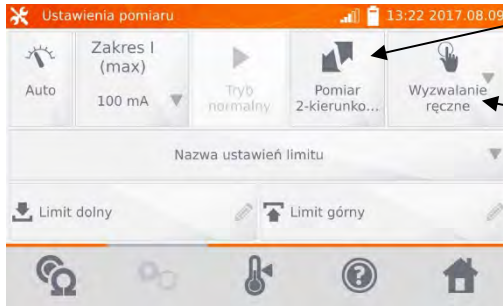 Ustawienia pomiaru
13:22 2017.08.09
Auto
Zakres I
(max)
100 mA
Tryb
normalny
Pomiar
2-kierunko...
Wyzwalanie
ręczne
Nazwa ustawień limitu
Limit dolny
Limit górny